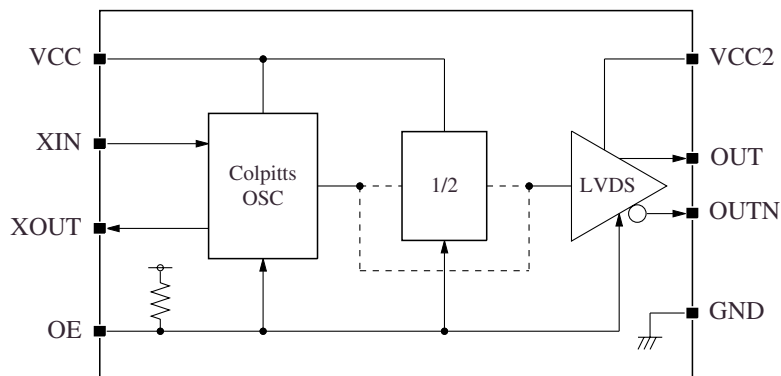 VCC
VCC2
XIN
Colpitts
OSC
1/2
LVDS
OUT
XOUT
OUTN
OE
GND